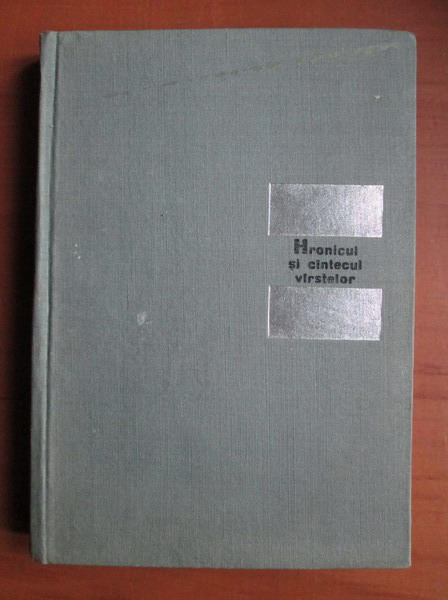 Hronicul
și cîntecul
vîrstelor